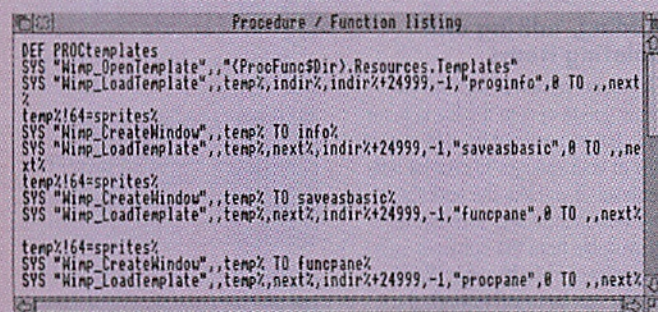 Procedure / Function listing
DEF PROCtemplates
SYS "Wimp_OpenTemplate",,"<ProcFunc$Dir>.Resources.Templates"
SYS "Wimp_LoadTemplate",,temp%,indir%,indir%+24999,-1,"proginfo",0 TO ,,next
%
temp%!64=sprites%
SYS "Wimp_CreateWindow",,temp% TO info%
SYS "Wimp_LoadTemplate",,temp%,next%,indir%+24999,-1,"saveasbasic",0 TO ,,ne
xt%
temp%!64=sprites%
SYS "Wimp_CreateWindow",,temp% TO saveasbasic%
SYS "Wimp_LoadTemplate",,temp%,next%,indir%+24999,-1,"funcpane",0 TO ,,next%
temp%!64=sprites%
SYS "Wimp_CreateWindow",,temp% TO funcpane%
SYS "Wimp_LoadTemplate",,temp%,next%,indir%+24999,-1,"procpane",0 TO ,,next%